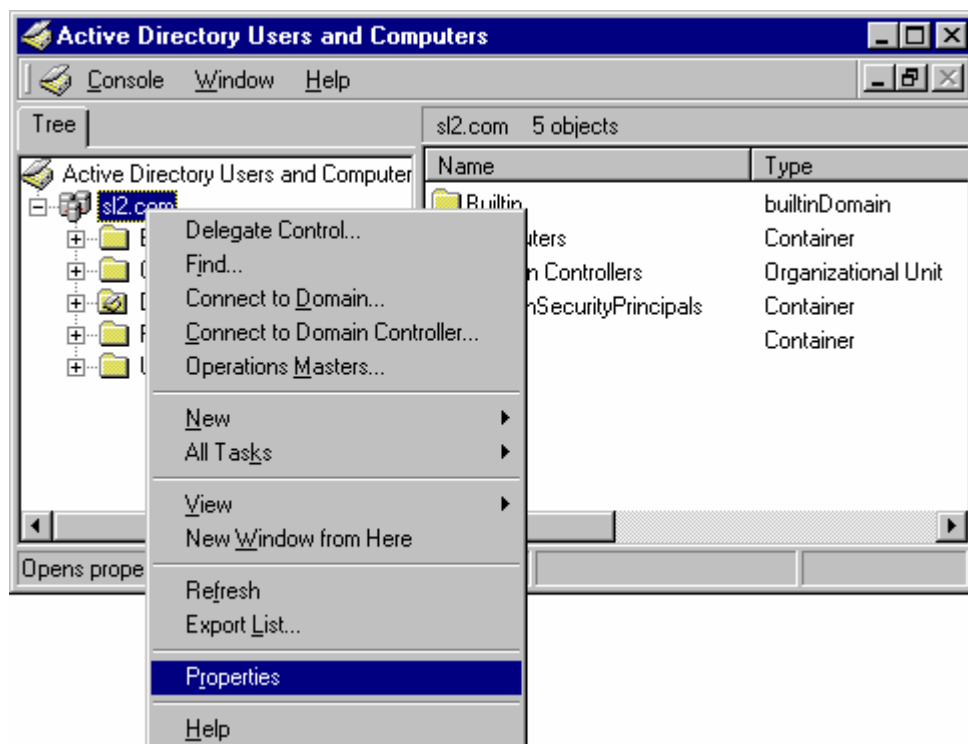 Active Directory Users and Computers
Console Window Help
Tree
sl2.com 5 objects
Active Directory Users and Computer
sl2.com
Name Type
Builtin builtinDomain
Container
Controllers Organizational Unit
Container
Container
Delegate Control...
Find...
Connect to Domain...
Connect to Domain Controller...
Operations Masters...
New
All Tasks
View
New Window from Here
Refresh
Export List...
Properties
Help
Opens